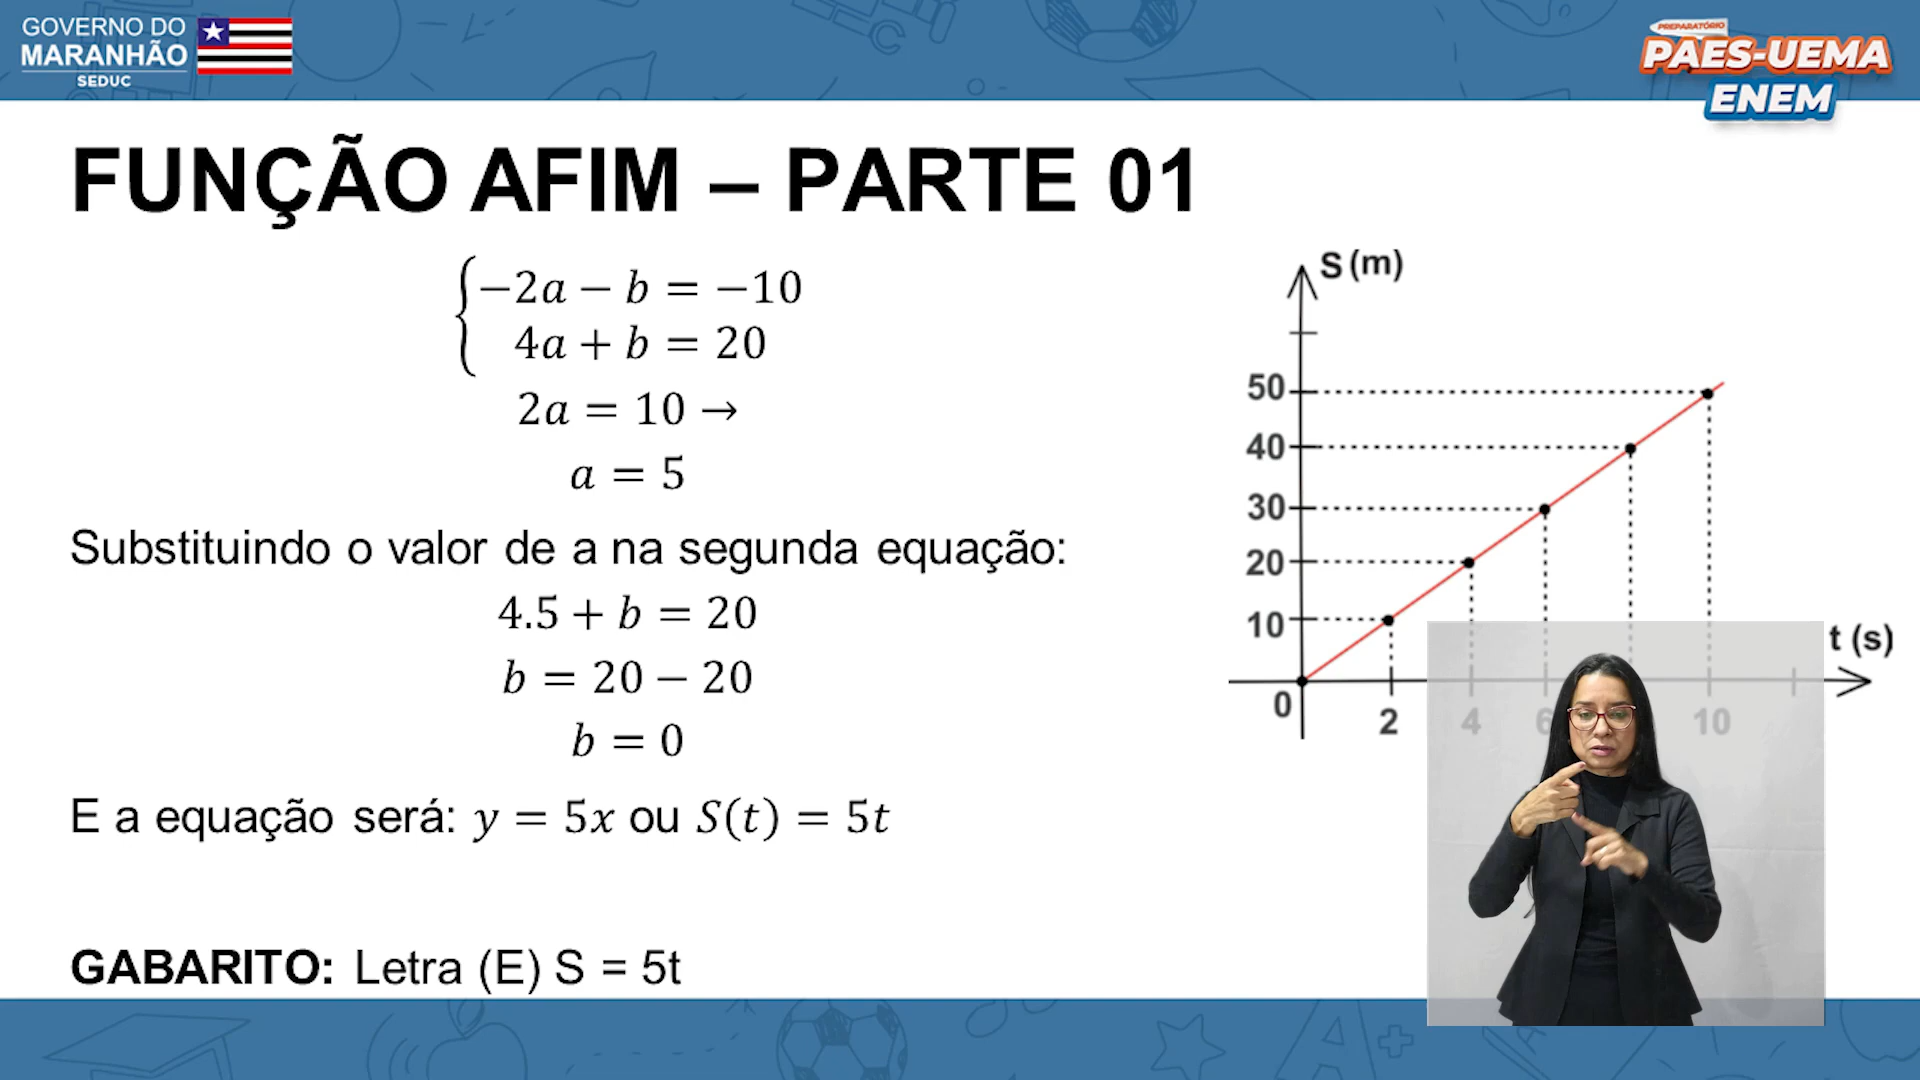 GOVERNO DO
MARANHÃO
SEDUC
PREPARATÓRIO
PAES-UEMA
ENEM
FUNÇÃO AFIM – PARTE 01
−2a − b = −10
4a + b = 20
2a = 10 →
a = 5
Substituindo o valor de a na segunda equação:
4.5 + b = 20
b = 20 − 20
b = 0
E a equação será: y = 5x ou S(t) = 5t
GABARITO: Letra (E) S = 5t
S (m)
50
40
30
20
10
t (s)
0
2
4
6
10